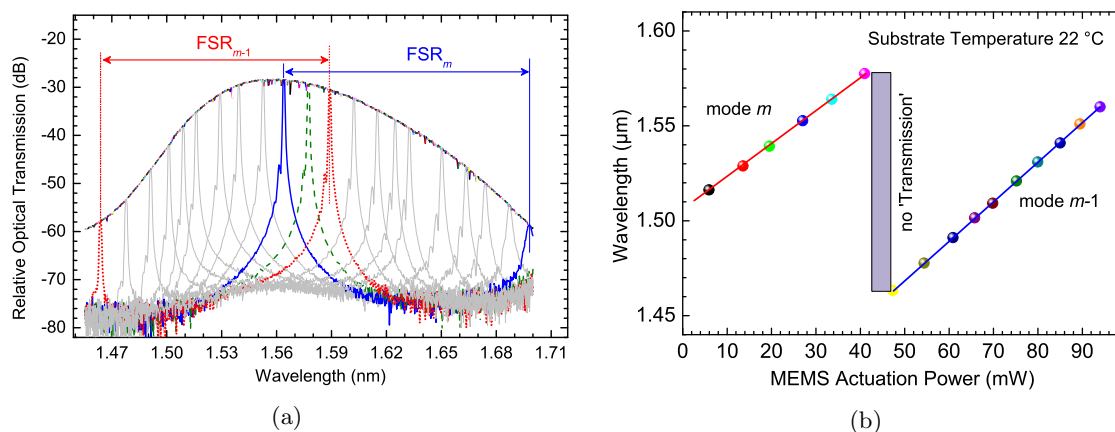 FSR m-1
FSR m
Relative Optical Transmission (dB)
-20
-30
-40
-50
-60
-70
-80
1.47 1.50 1.53 1.56 1.59 1.62 1.65 1.68 1.71
Wavelength (nm)
(a)
Substrate Temperature 22 °C
mode m
no 'Transmission'
mode m-1
Wavelength (μm)
1.60
1.55
1.50
1.45
0 10 20 30 40 50 60 70 80 90
MEMS Actuation Power (mW)
(b)